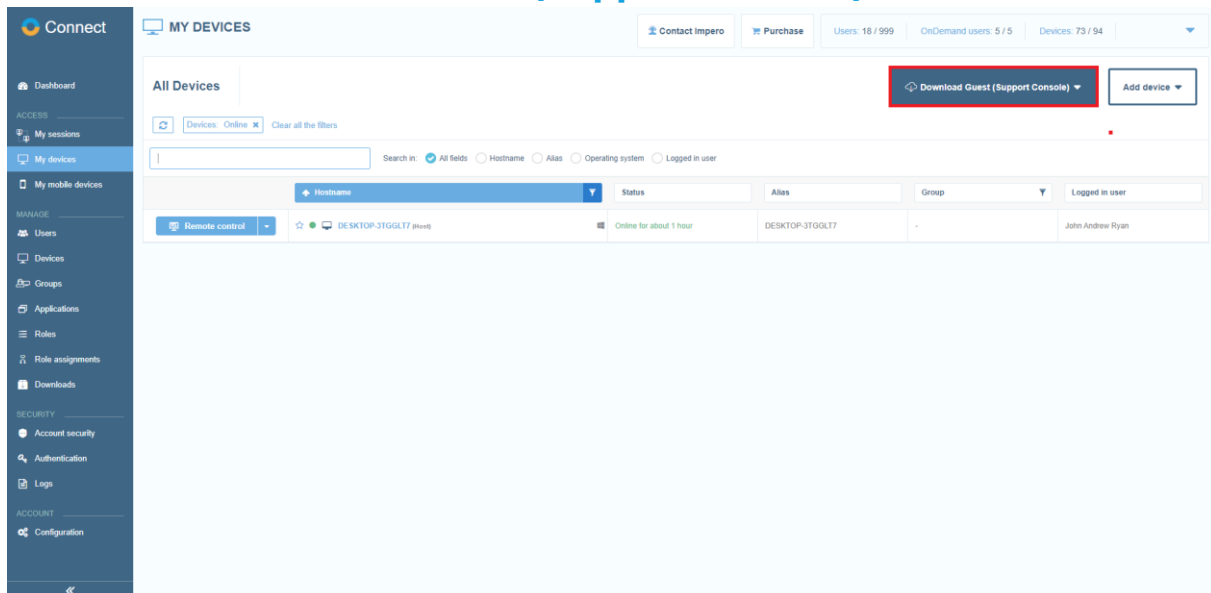 Connect
MY DEVICES
Contact Impero
Purchase
Users: 18 / 999
OnDemand users: 5 / 5
Devices: 73 / 94
Dashboard
ACCESS
My sessions
My devices
My mobile devices
MANAGE
Users
Devices
Groups
Applications
Roles
Role assignments
Downloads
SECURITY
Account security
Authentication
Logs
ACCOUNT
Configuration
All Devices
Download Guest (Support Console)
Add device
Devices: Online
Clear all the filters
Search in: All fields Hostname Alias Operating system Logged in user
Hostname Status Alias Group Logged in user
Remote control DESKTOP-3TGGLT7 (Host) Online for about 1 hour DESKTOP-3TGGLT7 - John Andrew Ryan